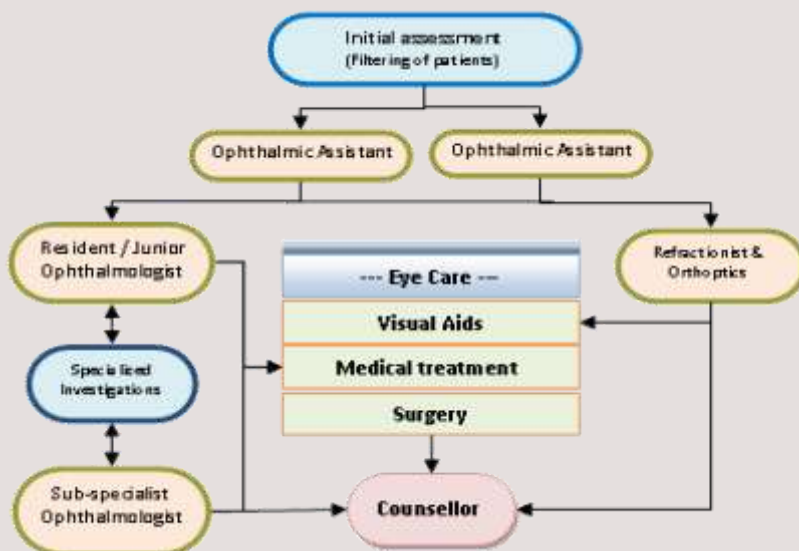 Initial assessment
(Filtering of patients)
Ophthalmic Assistant
Ophthalmic Assistant
Resident / Junior
Ophthalmologist
--- Eye Care ---
Refractionist &
Orthoptics
Visual Aids
Medical treatment
Specialized
Investigations
Surgery
Sub-specialist
Ophthalmologist
Counsellor